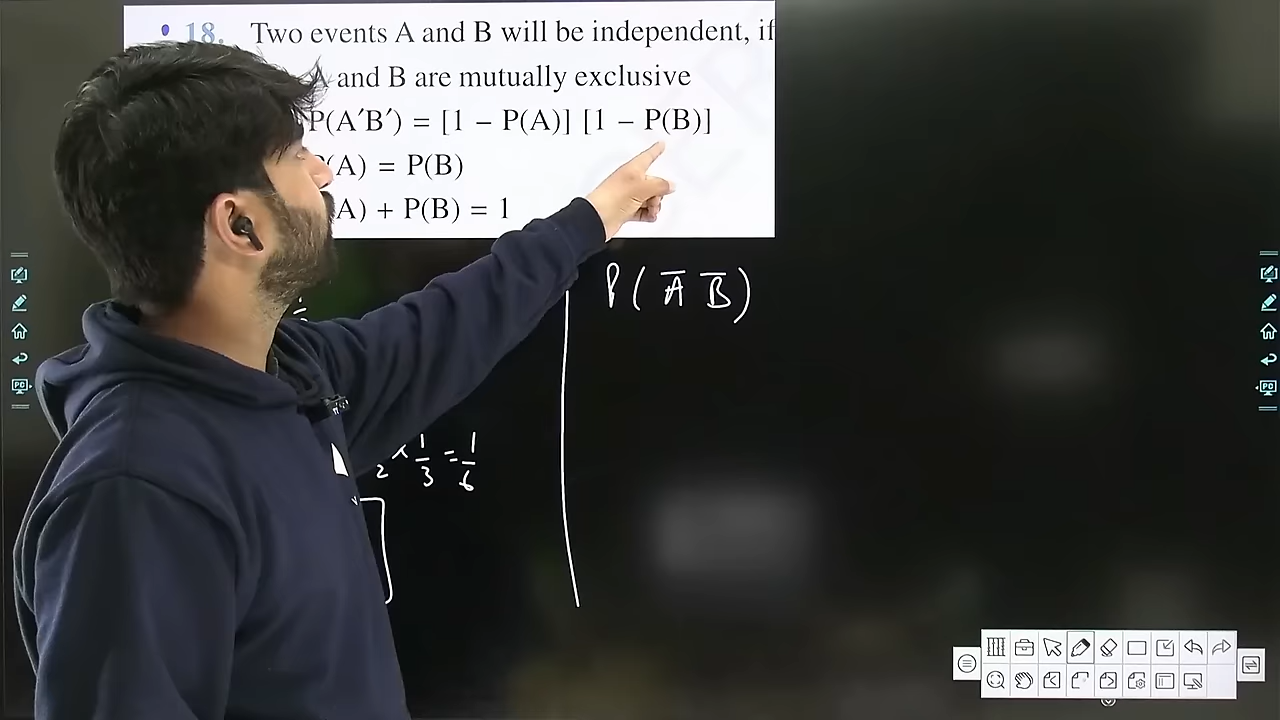 18. Two events A and B will be independent, if
A and B are mutually exclusive
P(A′B′) = [1 – P(A)] [1 – P(B)]
(A) = P(B)
(A) + P(B) = 1
P ( A̅ B̅ )
2 × 1/3 = 1/6